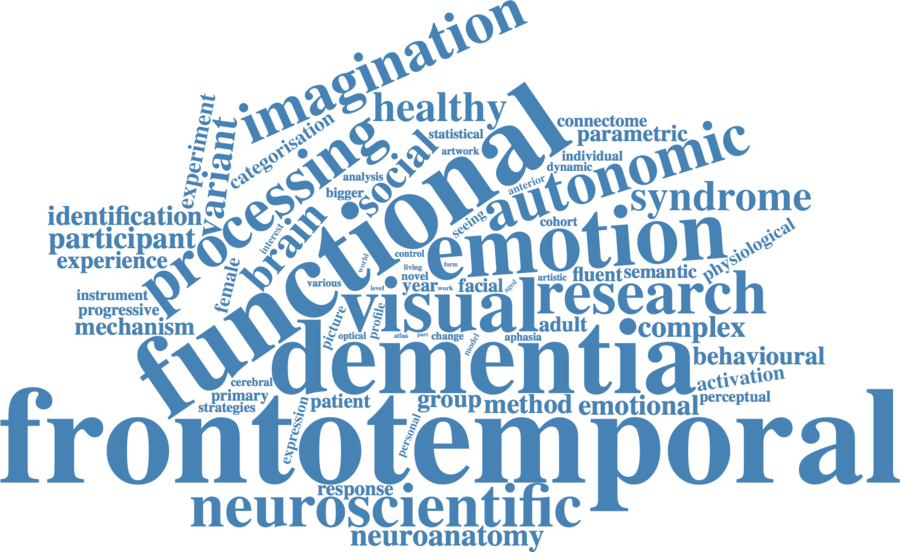 imagination
healthy
connectome
experiment
variant
categorisation
processing
social
statistical
artwork
parametric
functional
autonomic
individual
dynamic
analysis
bigger
anterior
syndrome
identification
brain
interest
seeing
cohort
emotion
physiological
participant
experience
female
world
control
form
living
novel
level
year
work
facial
aged
artistic
fluent
semantic
various
instrument
progressive
mechanism
picture
profile
visual
research
adult
complex
optical
atlas
part
change
model
aphasia
dementia
behavioural
activation
perceptual
cerebral
primary
strategies
expression
patient
personal
group
method
emotional
frontotemporal
response
neuroscientific
neuroanatomy